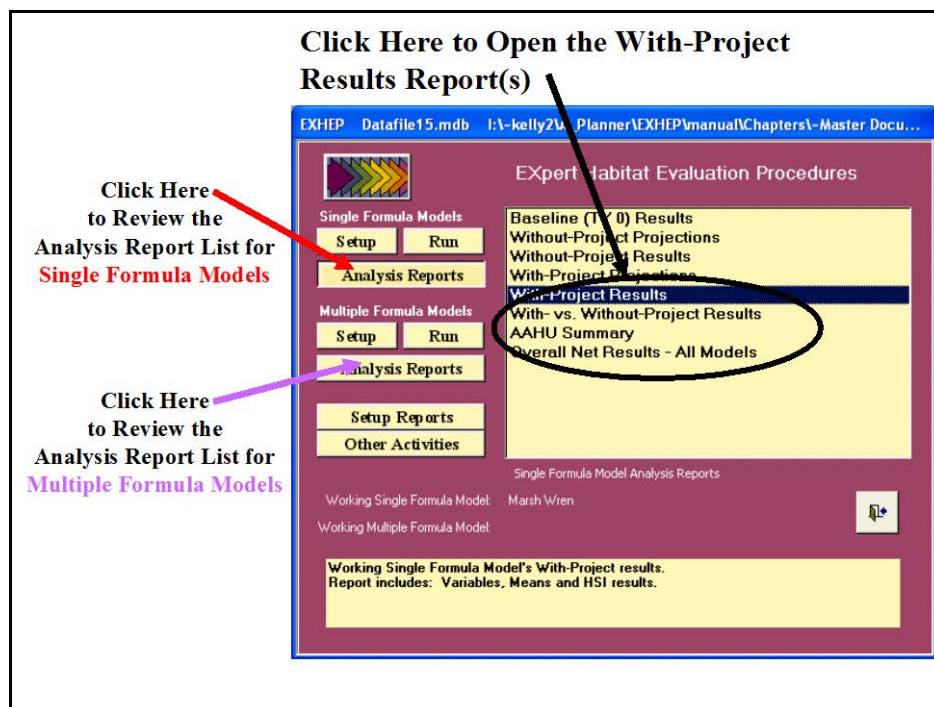 Click Here to Open the With-Project
Results Report(s)
EXHEP Datafile15.mdb I:\~kelly2\A_Planner\EXHEP\manual\Chapters\~Master Docu...
EXpert Habitat Evaluation Procedures
Click Here
to Review the
Analysis Report List for
Single Formula Models
Single Formula Models
Setup Run
Analysis Reports
Multiple Formula Models
Setup Run
Analysis Reports
Setup Reports
Other Activities
Click Here
to Review the
Analysis Report List for
Multiple Formula Models
Baseline (TY 0) Results
Without-Project Projections
Without-Project Results
With-Project Projections
With-Project Results
With- vs. Without-Project Results
AAHU Summary
Overall Net Results - All Models
Single Formula Model Analysis Reports
Working Single Formula Model: Marsh Wren
Working Multiple Formula Model:
Working Single Formula Model's With-Project results.
Report includes: Variables, Means and HSI results.